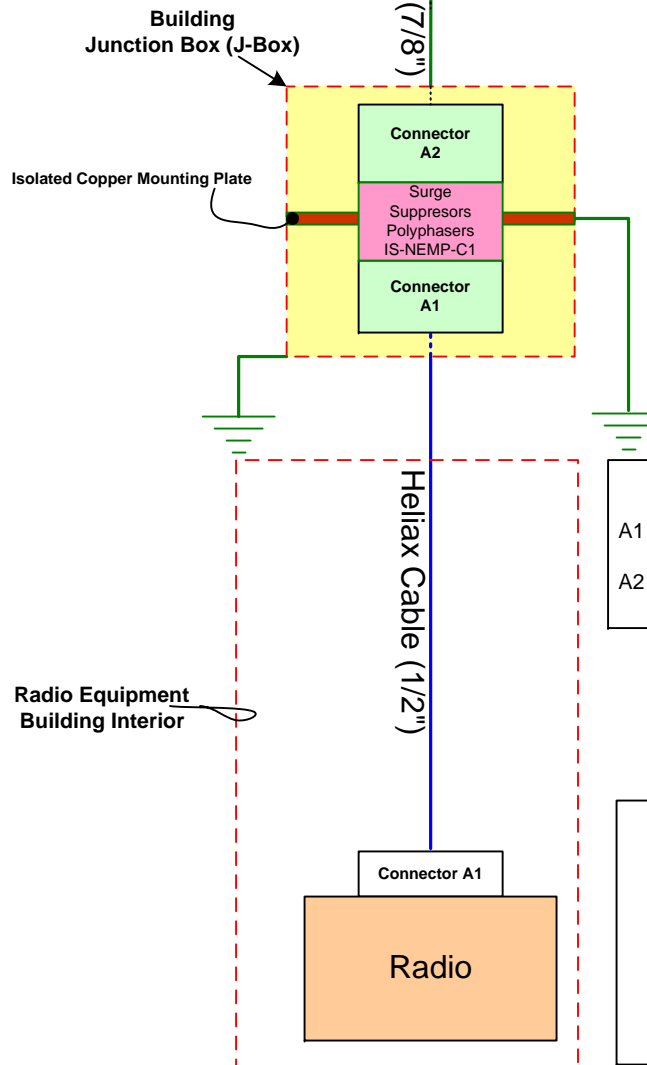 (7/8")
Building
Junction Box (J-Box)
Connector
A2
Isolated Copper Mounting Plate
Surge
Suppresors
Polyphasers
IS-NEMP-C1
Connector
A1
Heliax Cable (1/2")
A1
A2
Radio Equipment
Building Interior
Connector A1
Radio